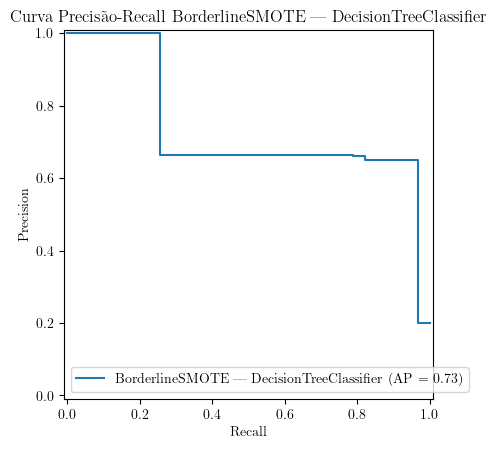 Curva Precisão-Recall BorderlineSMOTE — DecisionTreeClassifier
1.0
0.8
0.6
0.4
0.2
0.0
Precision
BorderlineSMOTE — DecisionTreeClassifier (AP = 0.73)
0.0 0.2 0.4 0.6 0.8 1.0
Recall